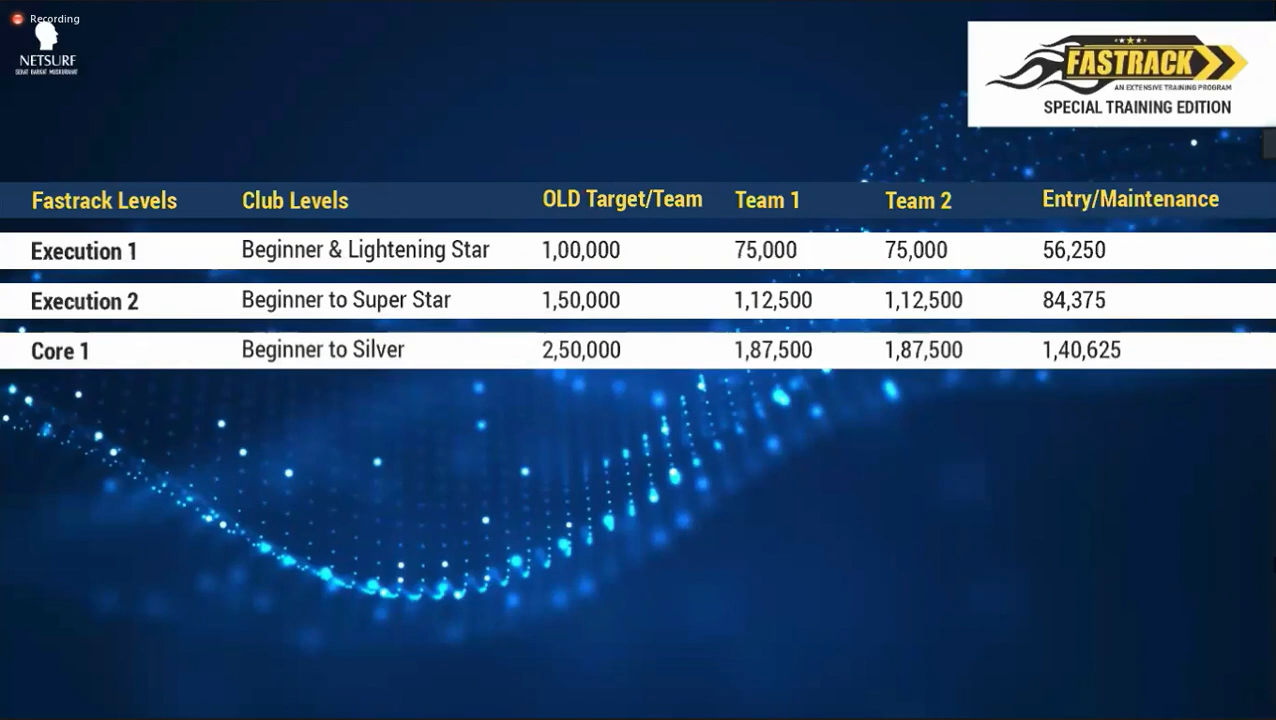 Recording
NETSURF
SEHAT BARKAT MUSKURAHAT
FASTRACK
AN EXTENSIVE TRAINING PROGRAM
SPECIAL TRAINING EDITION
Fastrack Levels Club Levels OLD Target/Team Team 1 Team 2 Entry/Maintenance
Execution 1 Beginner & Lightening Star 1,00,000 75,000 75,000 56,250
Execution 2 Beginner to Super Star 1,50,000 1,12,500 1,12,500 84,375
Core 1 Beginner to Silver 2,50,000 1,87,500 1,87,500 1,40,625